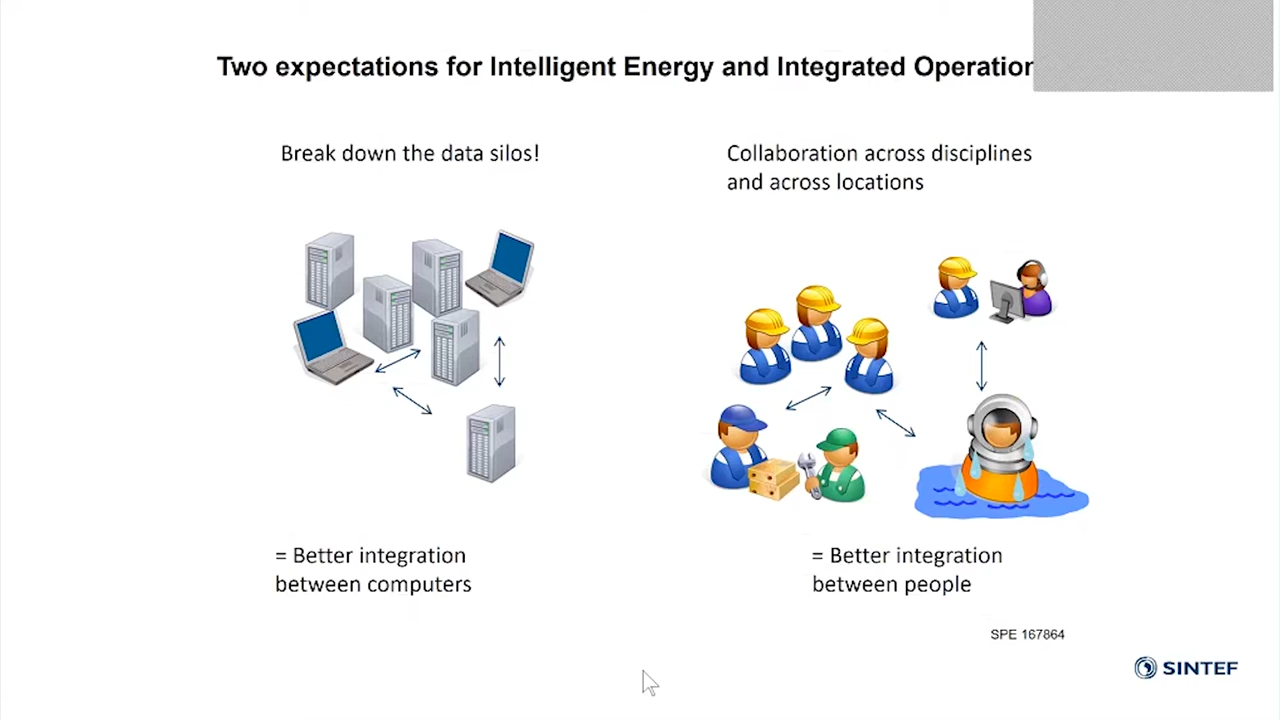 Two expectations for Intelligent Energy and Integrated Operation
Break down the data silos!
Collaboration across disciplines
and across locations
= Better integration
between computers
= Better integration
between people
SPE 167864
SINTEF